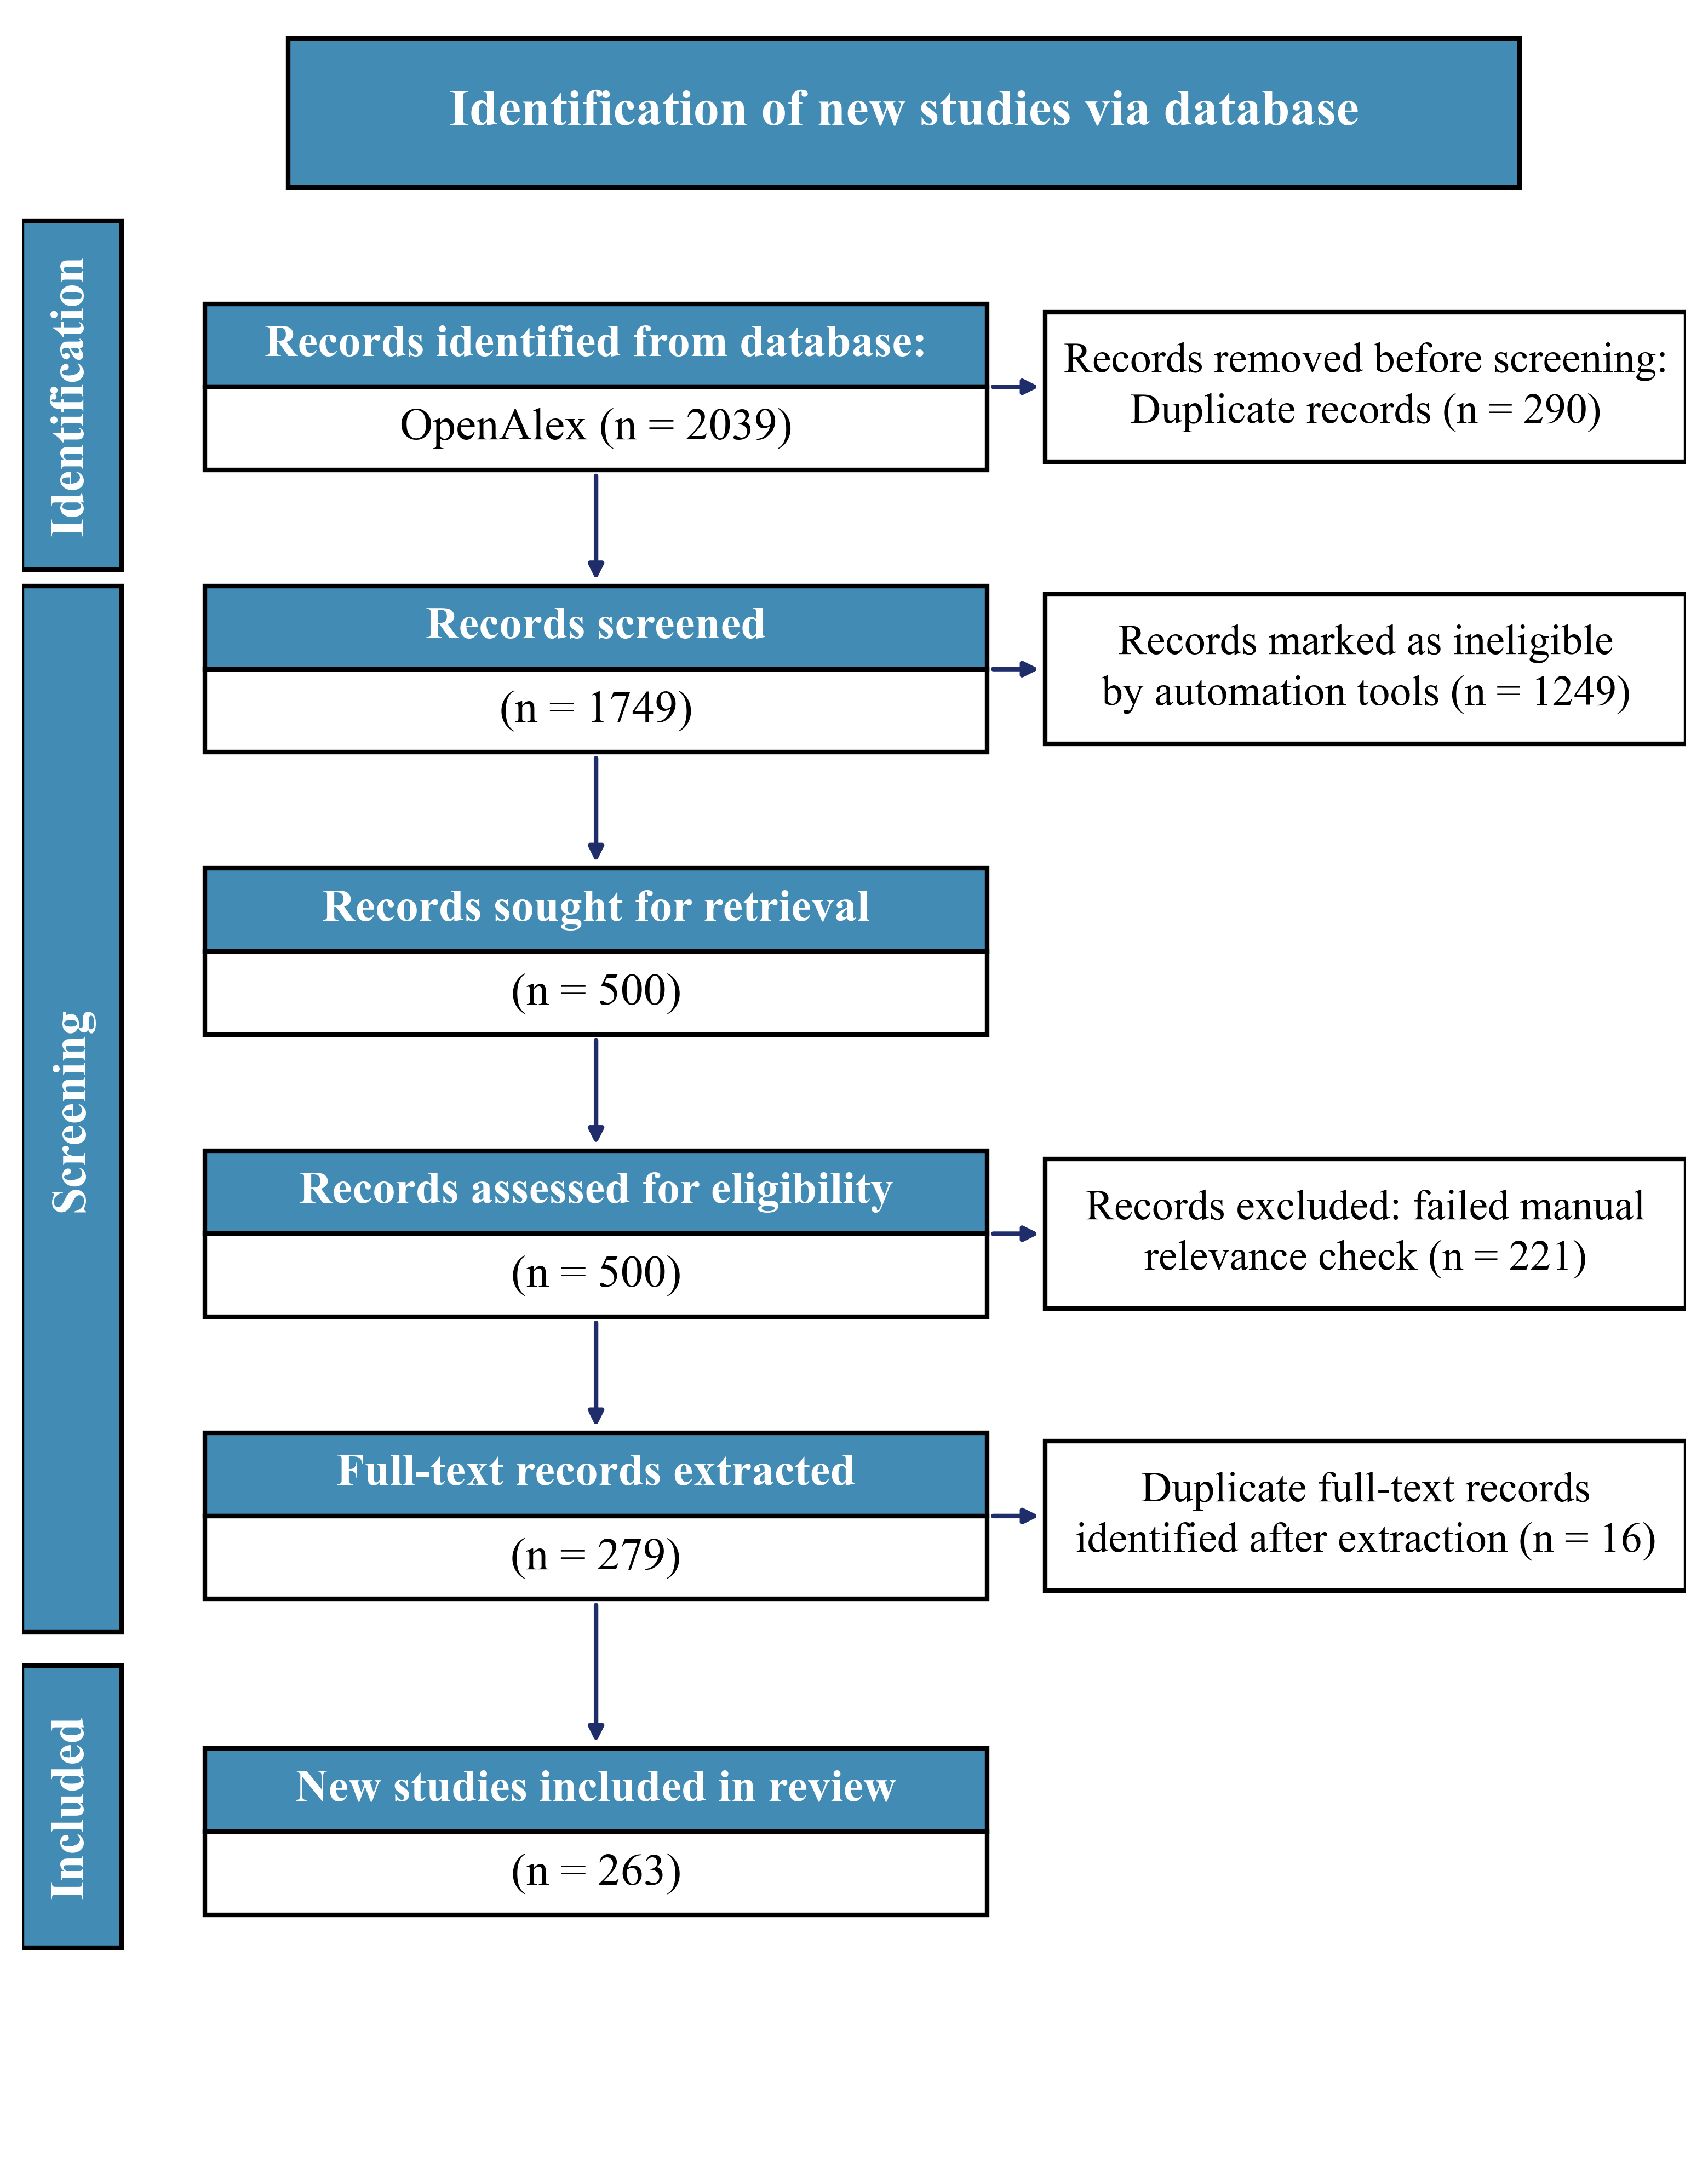 Identification of new studies via database
Identification
Records identified from database:
OpenAlex (n = 2039)
Records removed before screening:
Duplicate records (n = 290)
Screening
Records screened
(n = 1749)
Records marked as ineligible
by automation tools (n = 1249)
Records sought for retrieval
(n = 500)
Records assessed for eligibility
(n = 500)
Records excluded: failed manual
relevance check (n = 221)
Full-text records extracted
(n = 279)
Duplicate full-text records
identified after extraction (n = 16)
Included
New studies included in review
(n = 263)